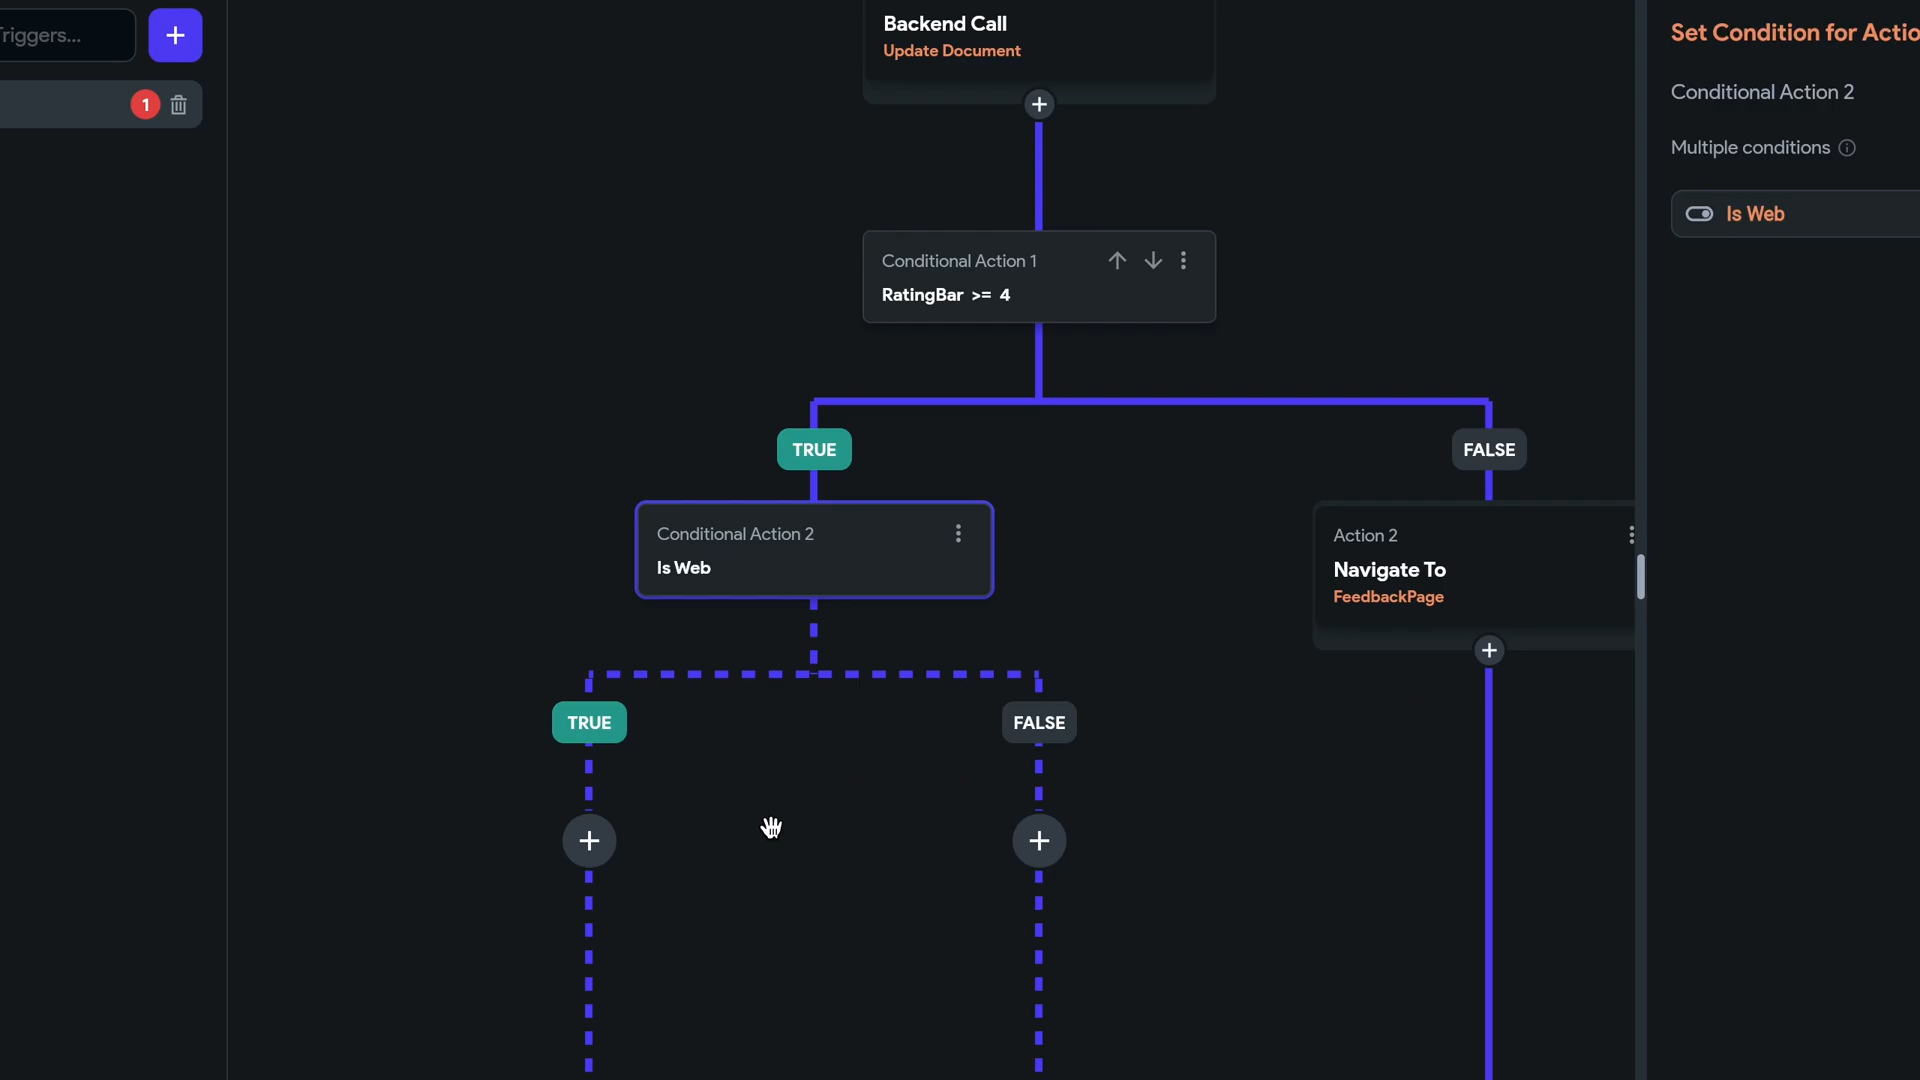 Triggers...
1
Backend Call
Update Document
Conditional Action 1
RatingBar >= 4
TRUE
FALSE
Conditional Action 2
Is Web
Action 2
Navigate To
FeedbackPage
TRUE
FALSE
Set Condition for Actio
Conditional Action 2
Multiple conditions
Is Web